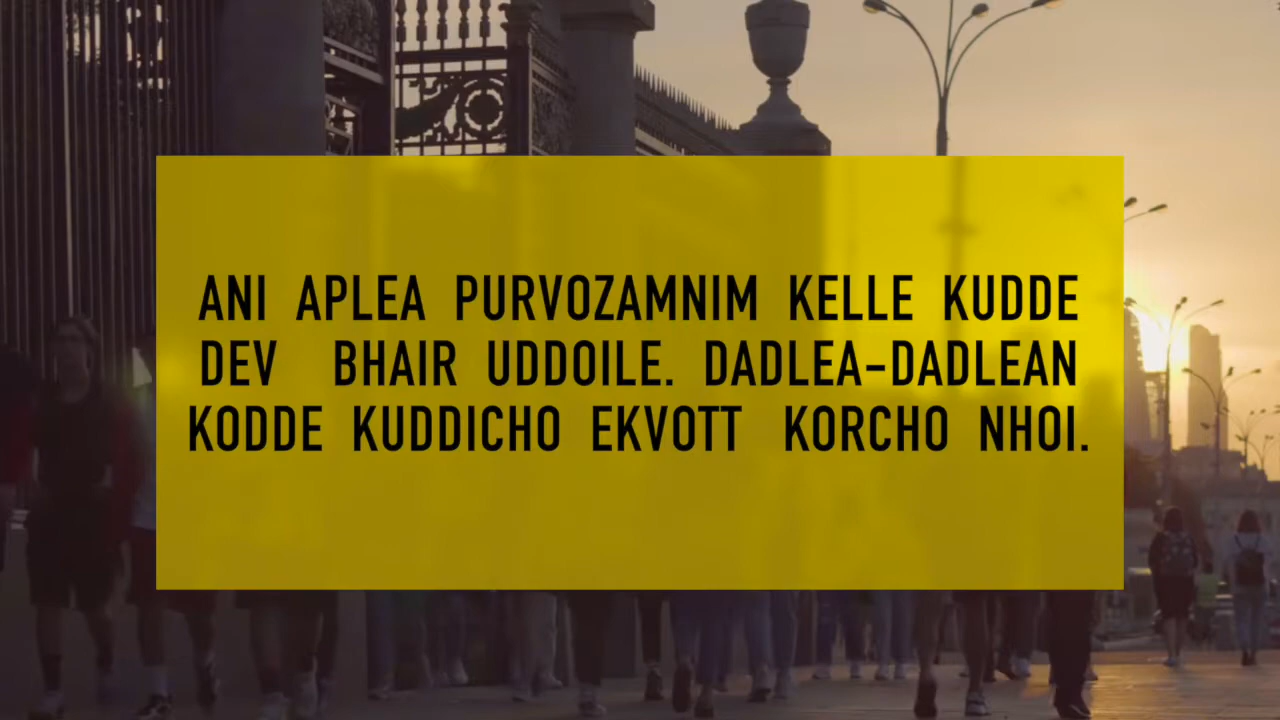 ANI APLEA PURVOZAMNIM KELLE KUDDE
DEV BHAIR UDDOILE. DADLEA-DADLEAN
KODDE KUDDICHO EKVOTT KORCHO NHOI.